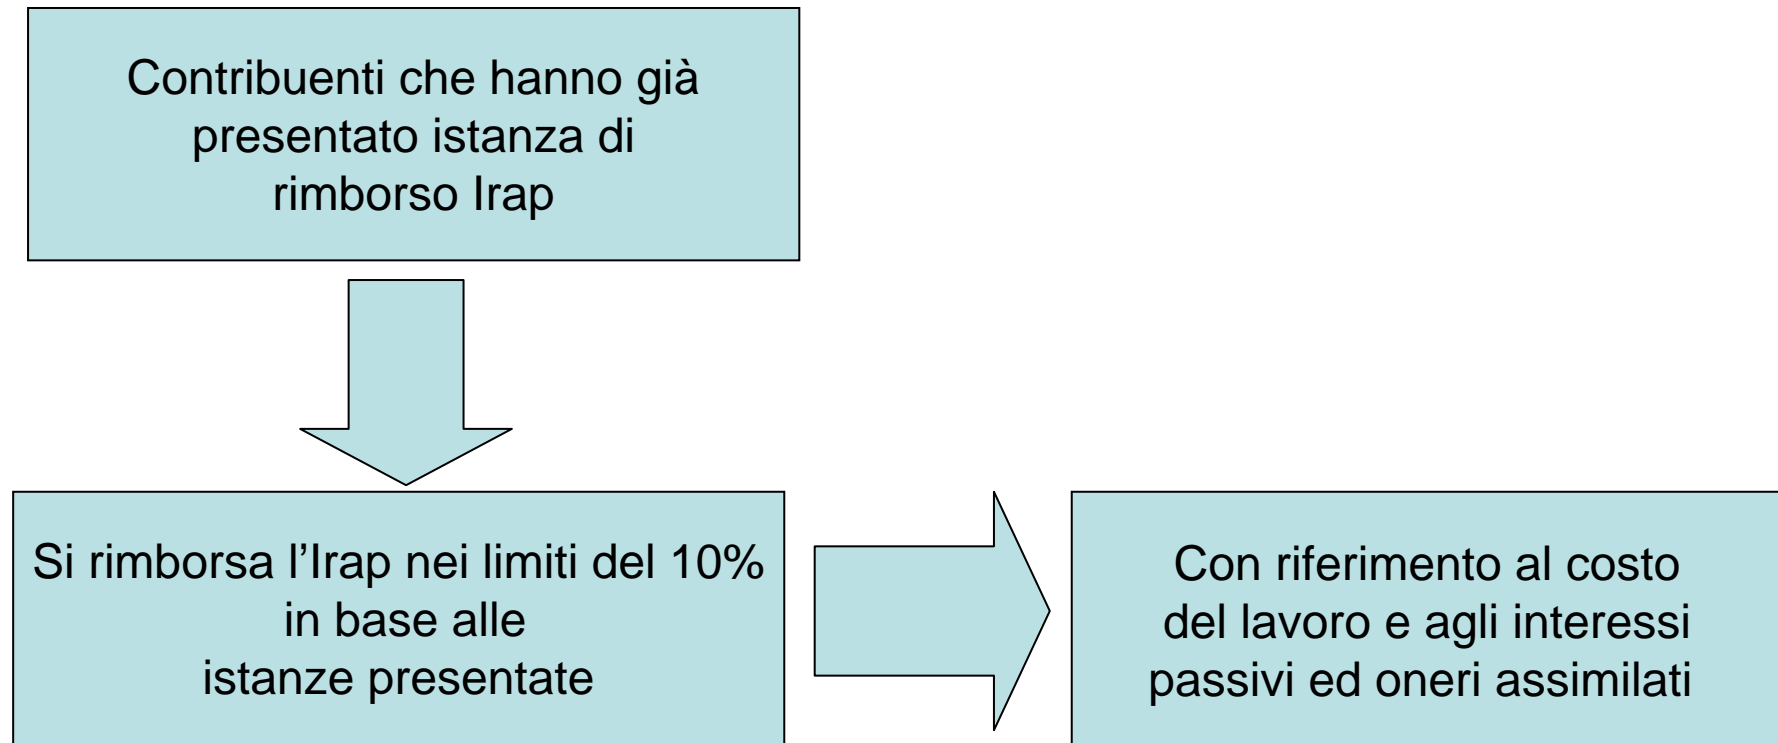 Contribuenti che hanno già
presentato istanza di
rimborso Irap
Si rimborsa l’Irap nei limiti del 10%
in base alle
istanze presentate
Con riferimento al costo
del lavoro e agli interessi
passivi ed oneri assimilati